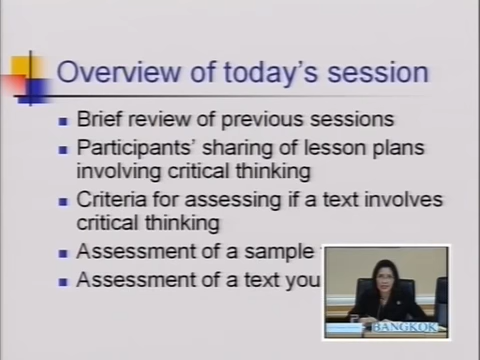 Overview of today's session
Brief review of previous sessions
Participants' sharing of lesson plans
involving critical thinking
Criteria for assessing if a text involves
critical thinking
Assessment of a sample
Assessment of a text you
BANGKOK